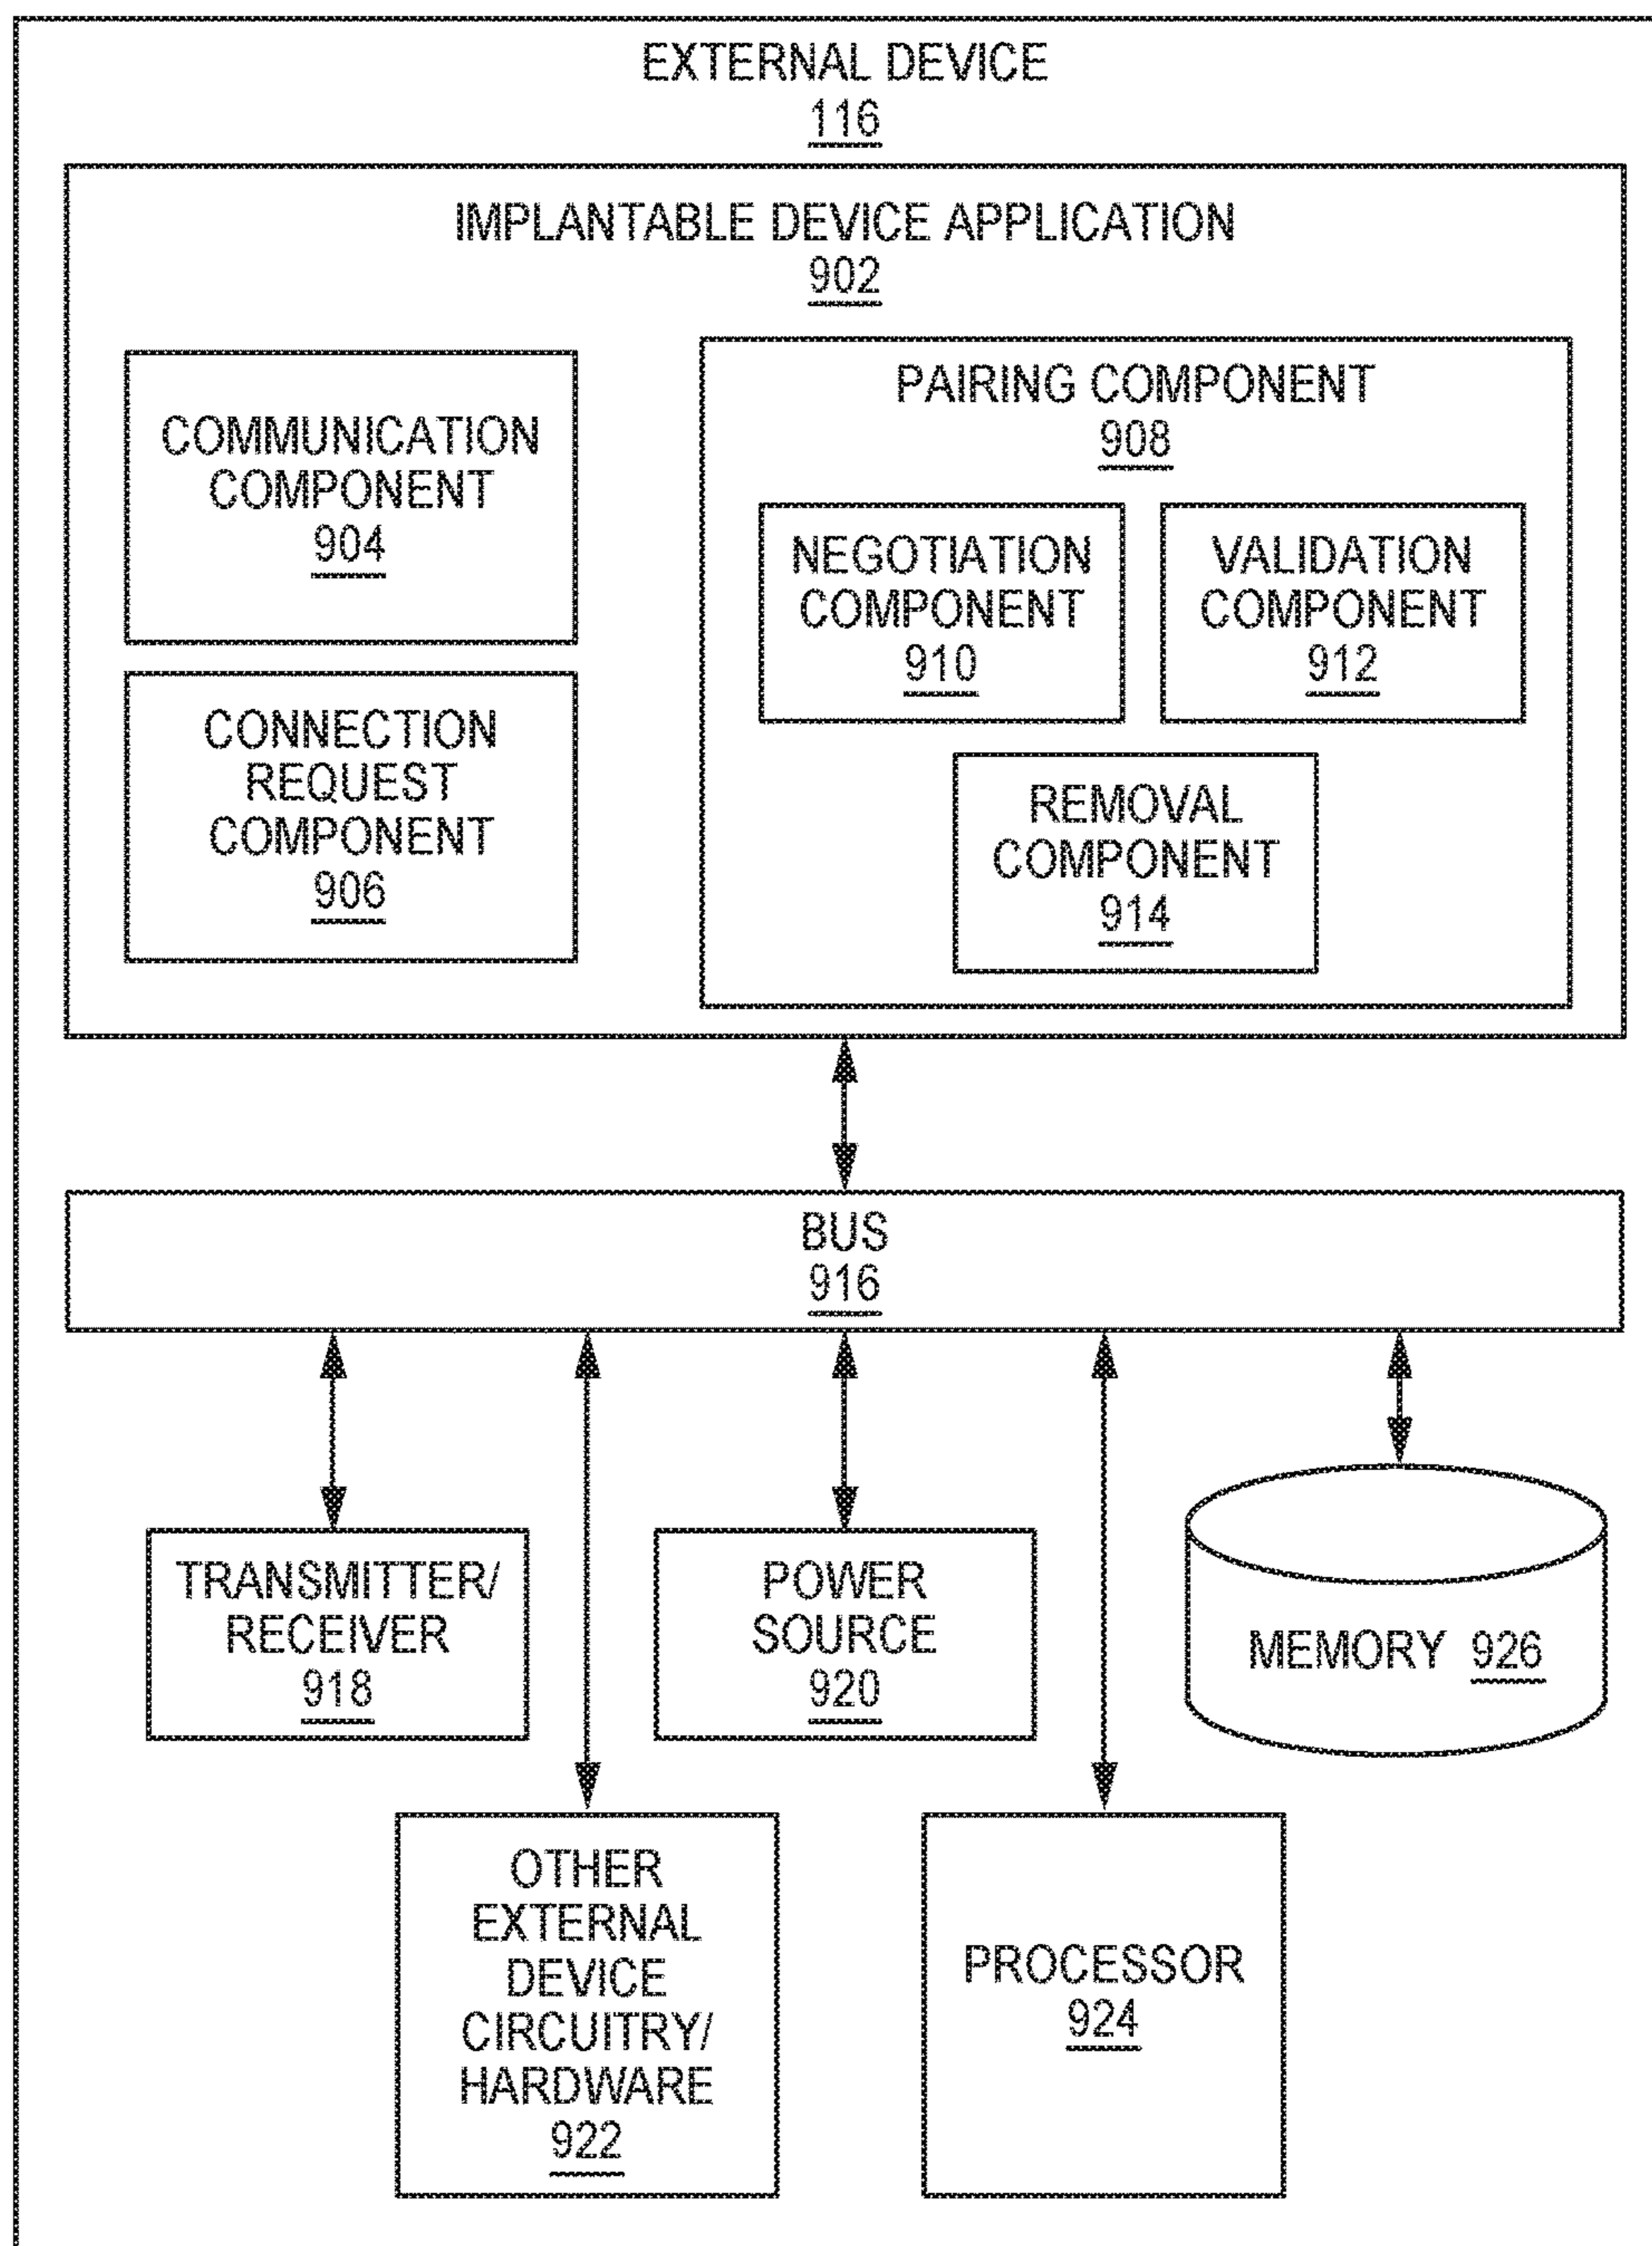 EXTERNAL DEVICE
116
IMPLANTABLE DEVICE APPLICATION
902
COMMUNICATION
COMPONENT
904
CONNECTION
REQUEST
COMPONENT
906
PAIRING COMPONENT
908
NEGOTIATION
COMPONENT
910
VALIDATION
COMPONENT
912
REMOVAL
COMPONENT
914
BUS
916
TRANSMITTER/
RECEIVER
918
POWER
SOURCE
920
MEMORY 926
OTHER
EXTERNAL
DEVICE
CIRCUITRY/
HARDWARE
922
PROCESSOR
924